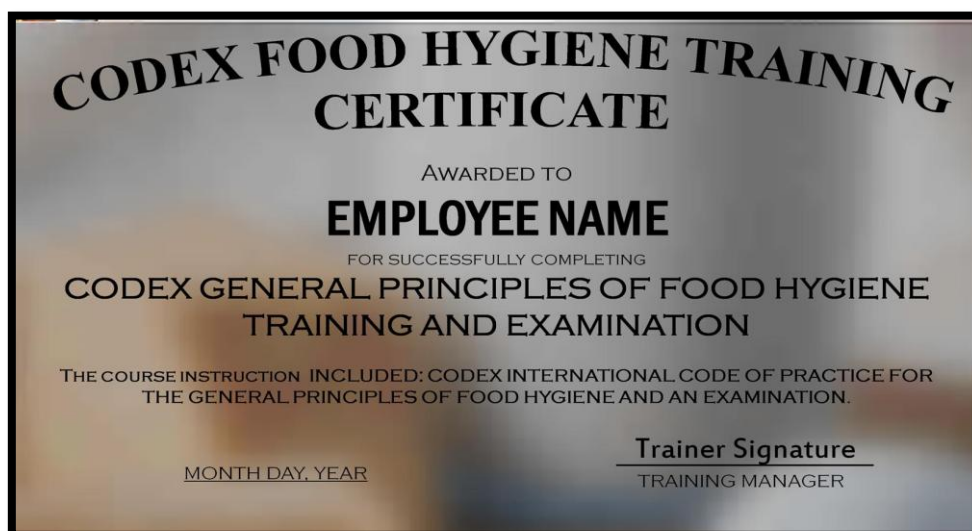 CODEX FOOD HYGIENE TRAINING
CERTIFICATE
AWARDED TO
EMPLOYEE NAME
FOR SUCCESSFULLY COMPLETING
CODEX GENERAL PRINCIPLES OF FOOD HYGIENE
TRAINING AND EXAMINATION
THE COURSE INSTRUCTION INCLUDED: CODEX INTERNATIONAL CODE OF PRACTICE FOR
THE GENERAL PRINCIPLES OF FOOD HYGIENE AND AN EXAMINATION.
Trainer Signature
MONTH DAY, YEAR
TRAINING MANAGER